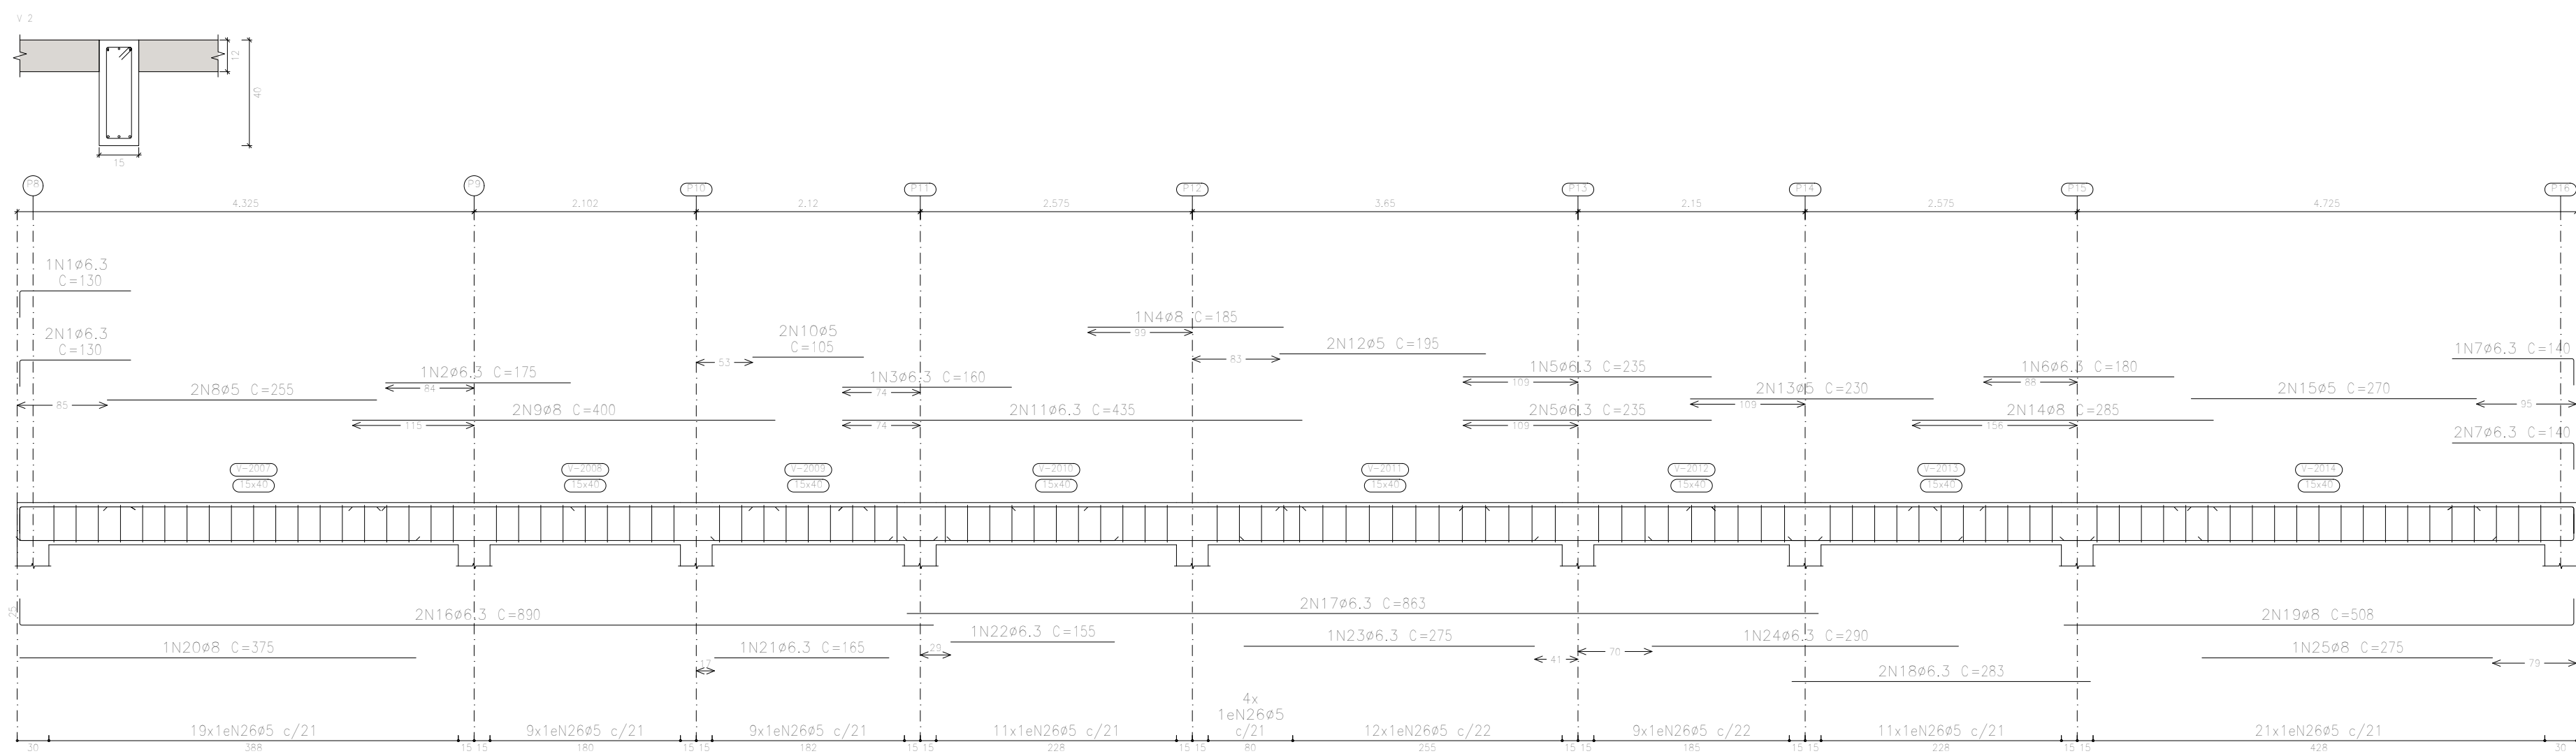 V 2
12
40
15
P8
P9
P10
P11
P12
P13
P14
P15
P16
4.325
2.102
2.12
2.575
3.65
2.15
2.575
4.725
1N1ø6.3
C=130
2N1ø6.3
C=130
85
2N8ø5 C=255
1N2ø6.3 C=175
84
2N9ø8 C=400
115
53
2N10ø5
C=105
1N3ø6.3 C=160
74
2N11ø6.3 C=435
74
1N4ø8 C=185
99
83
2N12ø5 C=195
1N5ø6.3 C=235
109
2N5ø6.3 C=235
109
2N13ø5 C=230
109
1N6ø6.3 C=180
88
2N14ø8 C=285
156
2N15ø5 C=270
95
1N7ø6.3 C=140
2N7ø6.3 C=140
V-2007
15x40
V-2008
15x40
V-2009
15x40
V-2010
15x40
V-2011
15x40
V-2012
15x40
V-2013
15x40
V-2014
15x40
25
2N16ø6.3 C=890
2N17ø6.3 C=863
2N19ø8 C=508
1N20ø8 C=375
17
1N21ø6.3 C=165
29
1N22ø6.3 C=155
1N23ø6.3 C=275
41
70
1N24ø6.3 C=290
2N18ø6.3 C=283
1N25ø8 C=275
79
19x1eN26ø5 c/21
9x1eN26ø5 c/21
9x1eN26ø5 c/21
11x1eN26ø5 c/21
4x
1eN26ø5
c/21
12x1eN26ø5 c/22
9x1eN26ø5 c/22
11x1eN26ø5 c/21
21x1eN26ø5 c/21
30 388 15 15 180 15 15 182 15 15 228 15 15 80 255 15 15 185 15 15 228 15 15 428 30